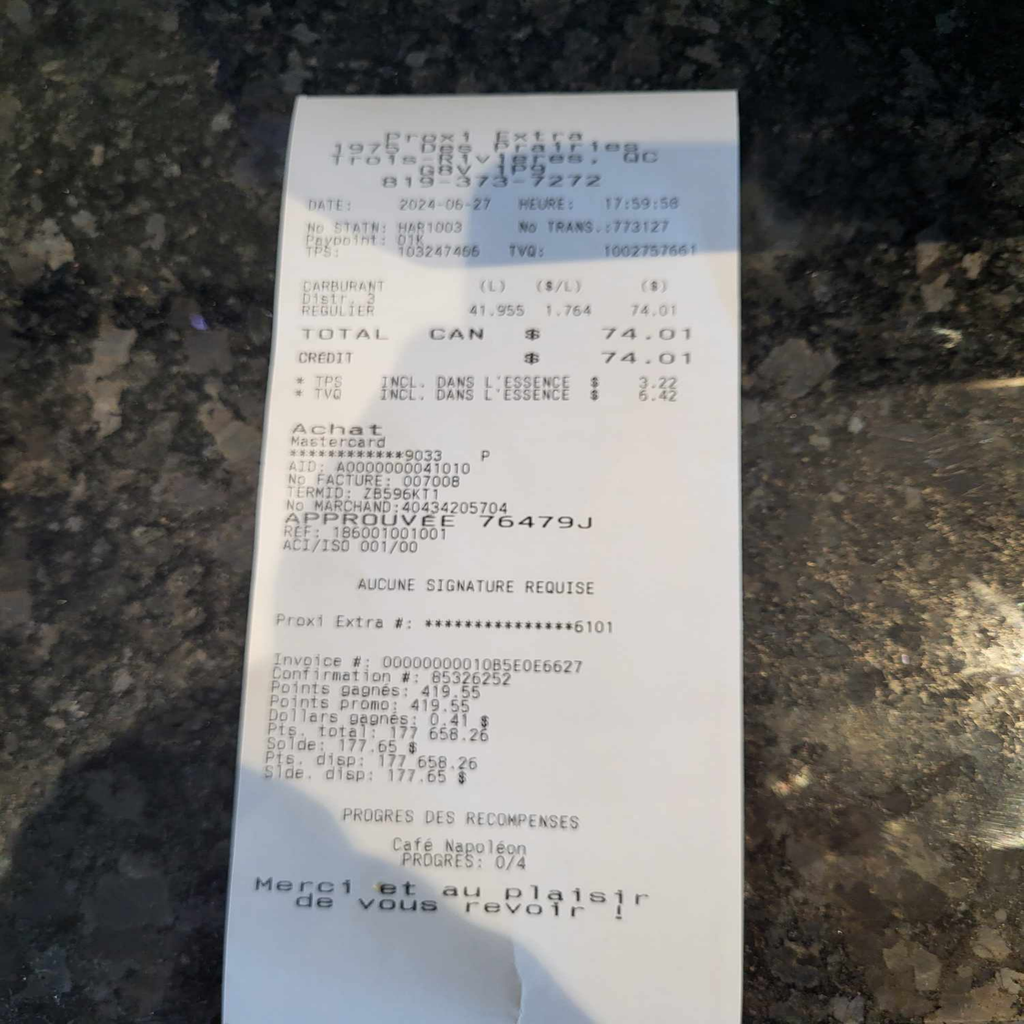 Proxi Extra
1975 Des Prairies
Trois-Rivieres, QC
G8V 1P9
819-373-7272
DATE: 2024-06-27 HEURE: 17:59:58
No STATN: HAR1003 No TRANS.:773127
Paypoint: 01K
TPS: 103247466 TVQ: 1002757661
CARBURANT (L) ($/L) ($)
Distr. 3
REGULIER 41.955 1.764 74.01
TOTAL CAN $ 74.01
CREDIT $ 74.01
* TPS INCL. DANS L'ESSENCE $ 3.22
* TVQ INCL. DANS L'ESSENCE $ 6.42
Achat
Mastercard
************9033 P
AID: A0000000041010
No FACTURE: 007008
TERMID: ZB596KT1
No MARCHAND:40434205704
APPROUVÉE 76479J
REF: 186001001001
ACI/ISO 001/00
AUCUNE SIGNATURE REQUISE
Proxi Extra #: ***************6101
Invoice #: 00000000010B5E0E6627
Confirmation #: 85326252
Points gagnés: 419.55
Points promo: 419.55
Dollars gagnés: 0.41 $
Pts. total: 177 658.26
Solde: 177.65 $
Pts. disp: 177 658.26
Slde. disp: 177.65 $
PROGRES DES RECOMPENSES
Café Napoléon
PROGRES: 0/4
Merci et au plaisir
de vous revoir !